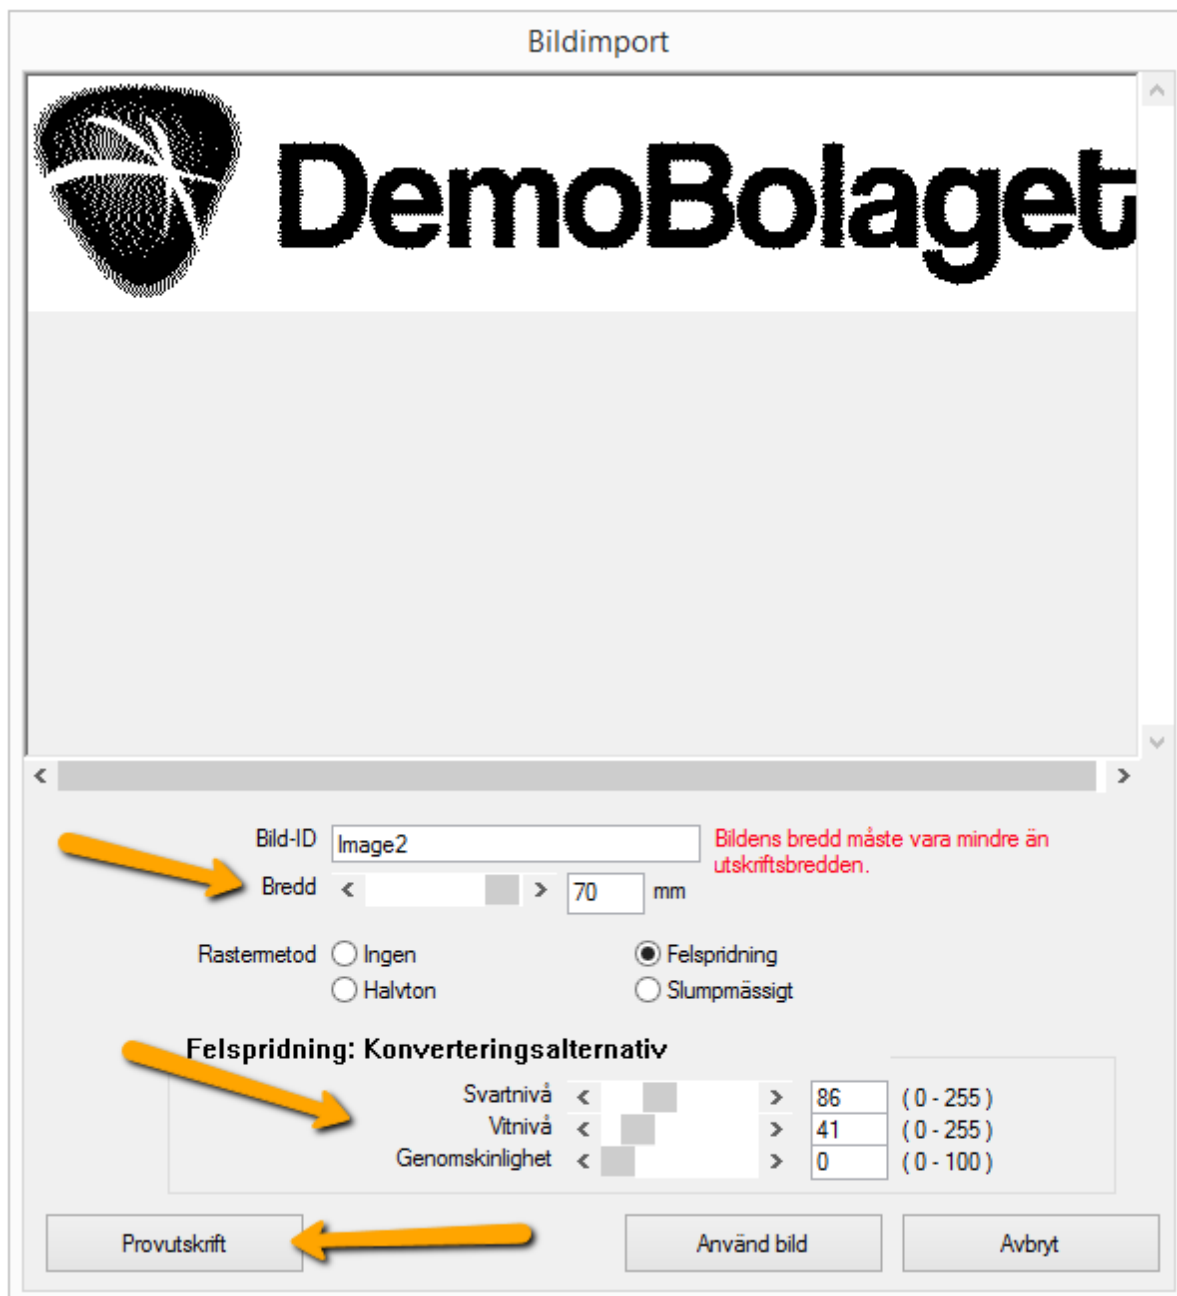 Bildimport
DemoBolaget
Bild-ID Image2 Bildens bredd måste vara mindre än
utskriftsbredden.
Bredd < > 70 mm
Rastermetod Ingen Felspridning
Halvton Slumpmässigt
Felspridning: Konverteringsalternativ
Svartnivå < > 86 ( 0 - 255 )
Vitnivå < > 41 ( 0 - 255 )
Genomskinlighet < > 0 ( 0 - 100 )
Provutskrift Använd bild Avbryt